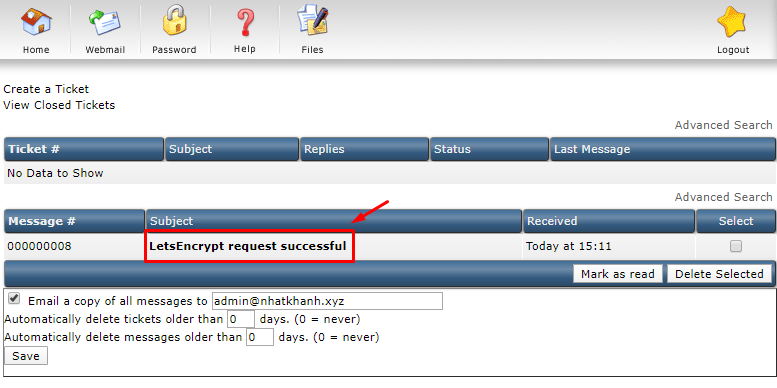 Home Webmail Password Help Files Logout
Create a Ticket
View Closed Tickets
Advanced Search
Ticket # Subject Replies Status Last Message
No Data to Show
Advanced Search
Message # Subject Received Select
000000008 LetsEncrypt request successful Today at 15:11
Mark as read Delete Selected
Email a copy of all messages to admin@nhatkhanh.xyz
Automatically delete tickets older than 0 days. (0 = never)
Automatically delete messages older than 0 days. (0 = never)
Save